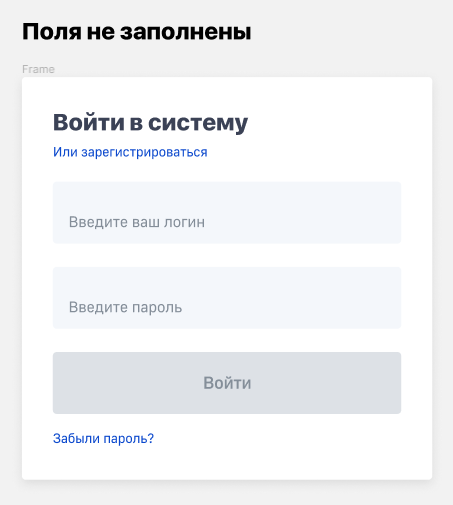 Поля не заполнены
Frame
Войти в систему
Или зарегистрироваться
Введите ваш логин
Введите пароль
Войти
Забыли пароль?